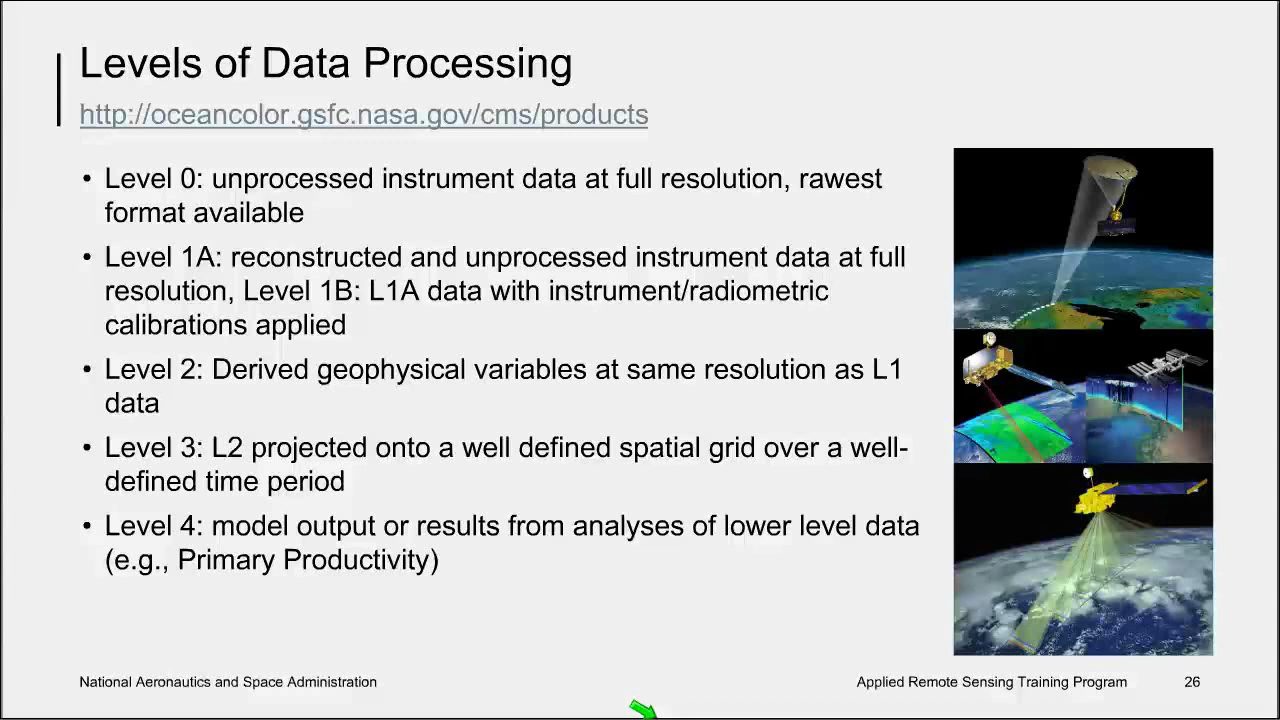 Levels of Data Processing
http://oceancolor.gsfc.nasa.gov/cms/products
• Level 0: unprocessed instrument data at full resolution, rawest
format available
• Level 1A: reconstructed and unprocessed instrument data at full
resolution, Level 1B: L1A data with instrument/radiometric
calibrations applied
• Level 2: Derived geophysical variables at same resolution as L1
data
• Level 3: L2 projected onto a well defined spatial grid over a well-
defined time period
• Level 4: model output or results from analyses of lower level data
(e.g., Primary Productivity)
National Aeronautics and Space Administration
Applied Remote Sensing Training Program
26